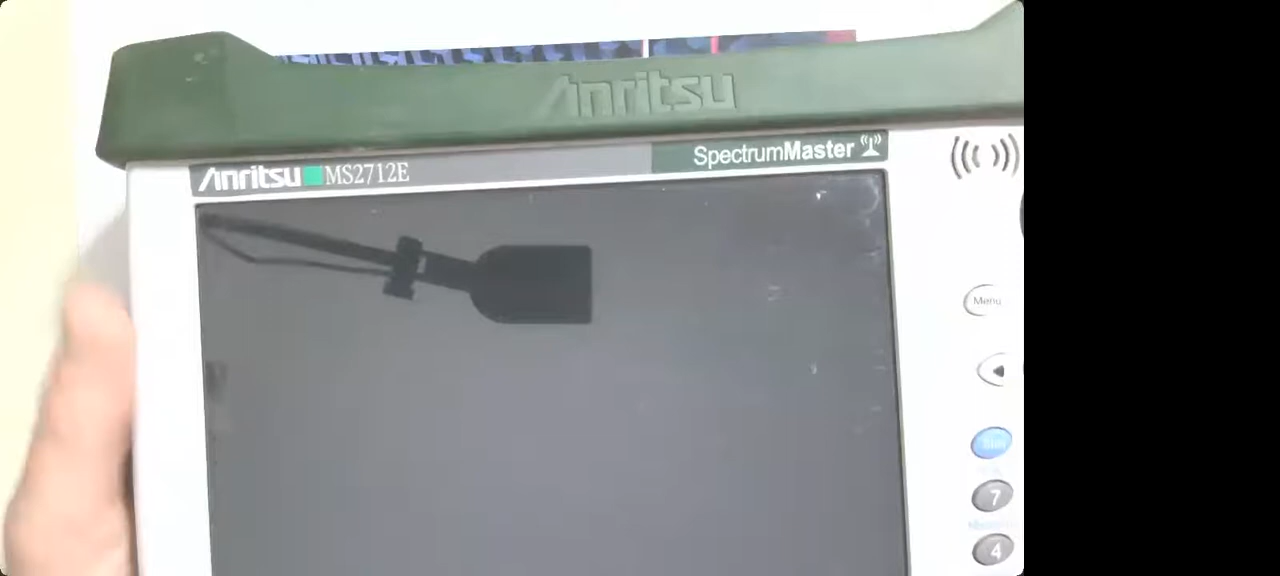 Anritsu
Anritsu MS2712E
SpectrumMaster
Menu
7
4